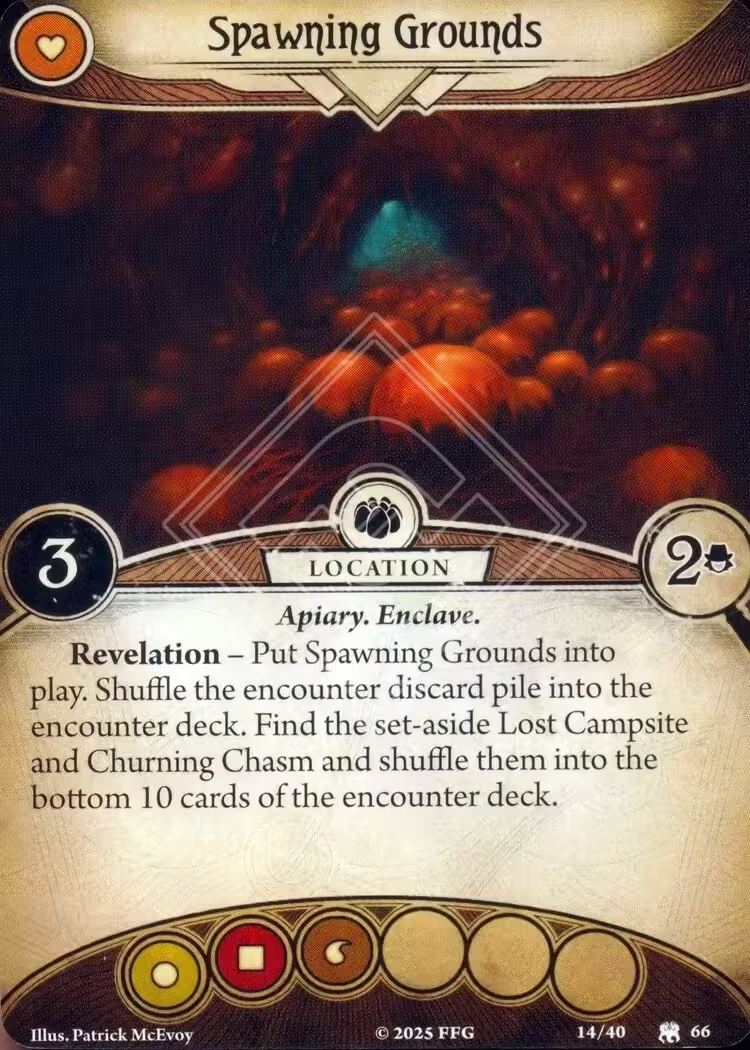 Spawning Grounds
3
LOCATION
2
Apiary. Enclave.
Revelation – Put Spawning Grounds into
play. Shuffle the encounter discard pile into the
encounter deck. Find the set-aside Lost Campsite
and Churning Chasm and shuffle them into the
bottom 10 cards of the encounter deck.
Illus. Patrick McEvoy
© 2025 FFG
14/40
66